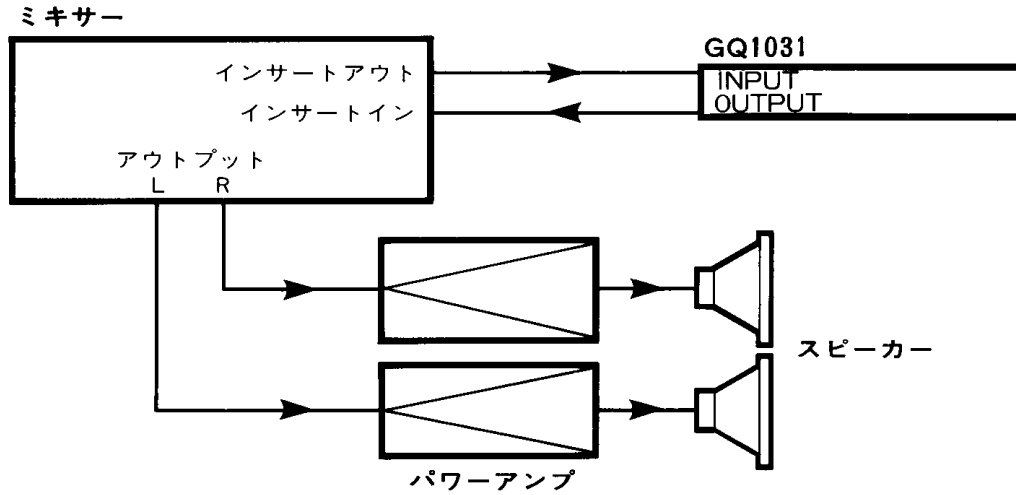 ミキサー
GQ1031
インサートアウト
INPUT
インサートイン
OUTPUT
アウトプット
L R
スピーカー
パワーアンプ